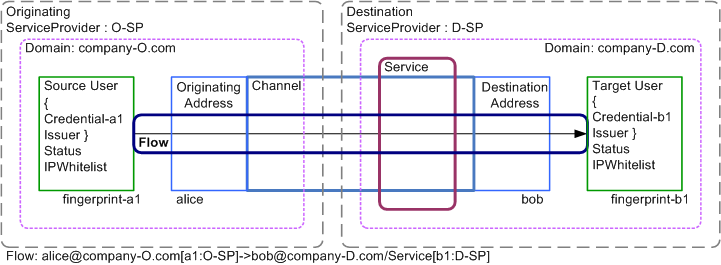 Originating
ServiceProvider : O-SP
Domain: company-O.com
Source User
{
Credential-a1
Issuer }
Status
IPWhitelist
fingerprint-a1
Originating
Address
alice
Channel
Flow
Destination
ServiceProvider : D-SP
Domain: company-D.com
Service
Destination
Address
bob
Target User
{
Credential-b1
Issuer }
Status
IPWhitelist
fingerprint-b1
Flow: alice@company-O.com[a1:O-SP]->bob@company-D.com/Service[b1:D-SP]